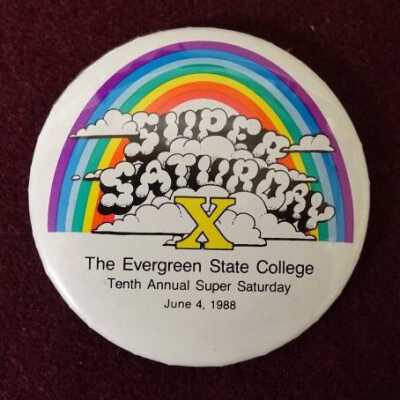 SUPER
SATURDAY
X
The Evergreen State College
Tenth Annual Super Saturday
June 4, 1988